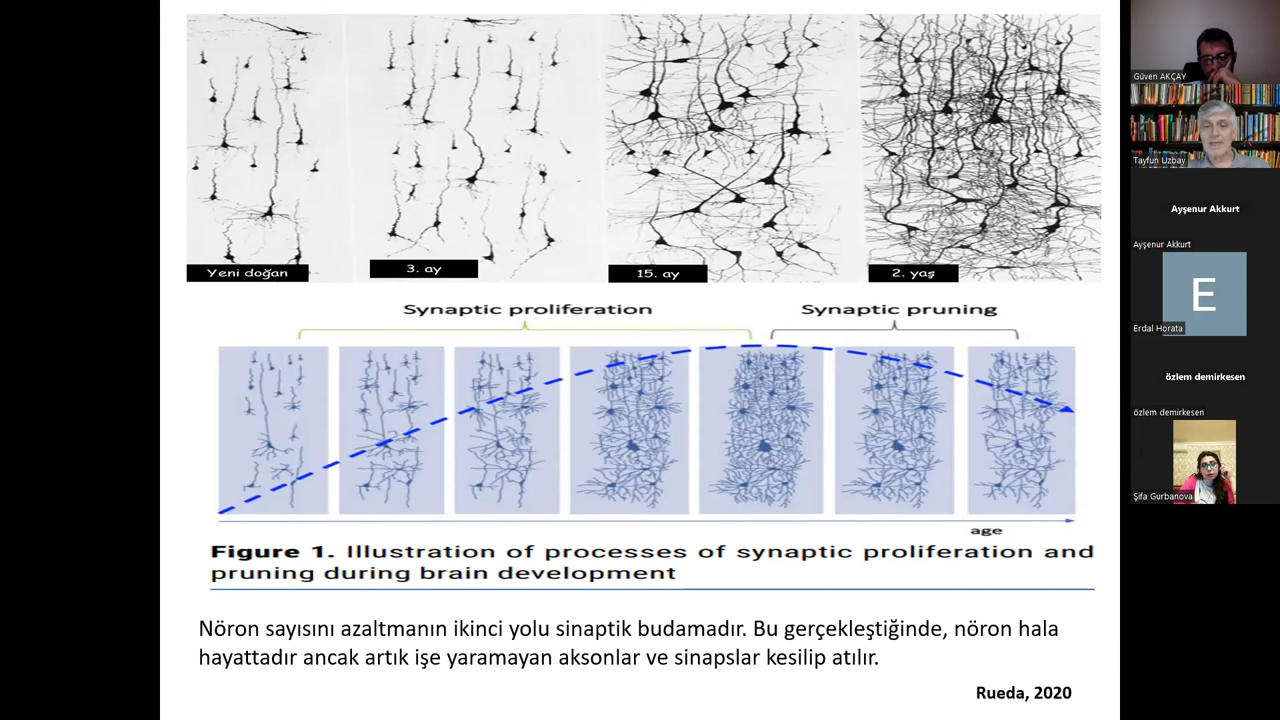 Yeni doğan
3. ay
15. ay
2. yaş
Synaptic proliferation
Synaptic pruning
age
Figure 1. Illustration of processes of synaptic proliferation and
pruning during brain development
Nöron sayısını azaltmanın ikinci yolu sinaptik budamadır. Bu gerçekleştiğinde, nöron hala
hayattadır ancak artık işe yaramayan aksonlar ve sinapslar kesilip atılır.
Rueda, 2020
Güven AKÇAY
Tayfun Uzbay
Ayşenur Akkurt
Ayşenur Akkurt
E
Erdal Horata
özlem demirkesen
özlem demirkesen
Şifa Gurbanova